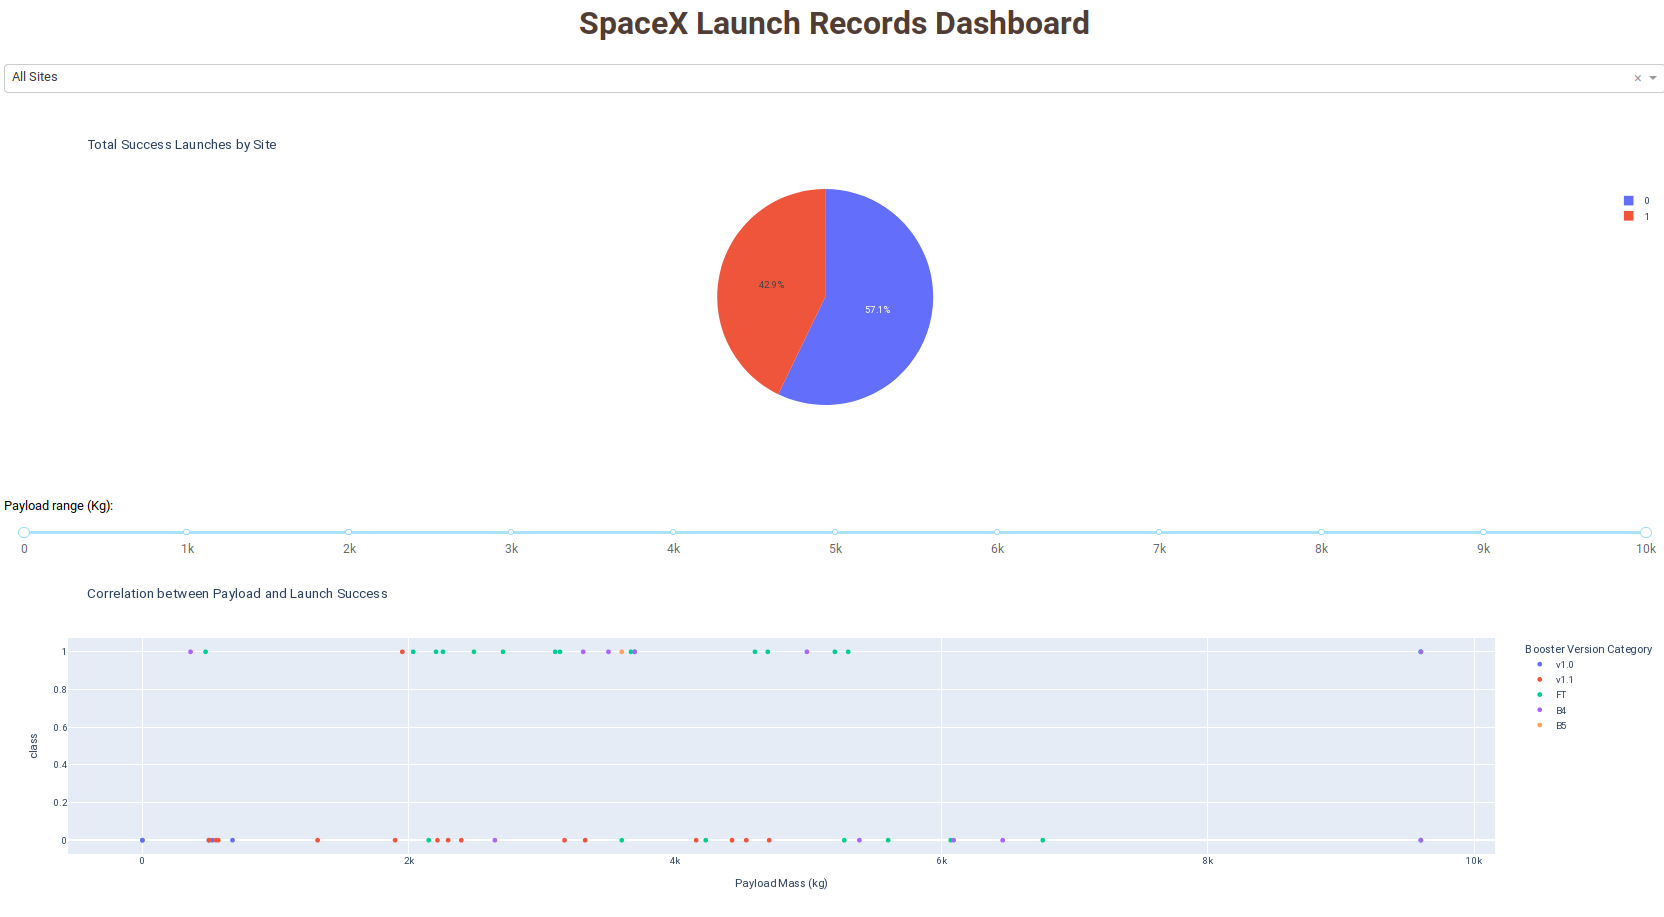 SpaceX Launch Records Dashboard
All Sites
×
Total Success Launches by Site
0
1
42.9%
57.1%
Payload range (Kg):
0 1k 2k 3k 4k 5k 6k 7k 8k 9k 10k
Correlation between Payload and Launch Success
1
0.8
0.6
0.4
0.2
0
class
0 2k 4k 6k 8k 10k
Payload Mass (kg)
Booster Version Category
v1.0
v1.1
FT
B4
B5